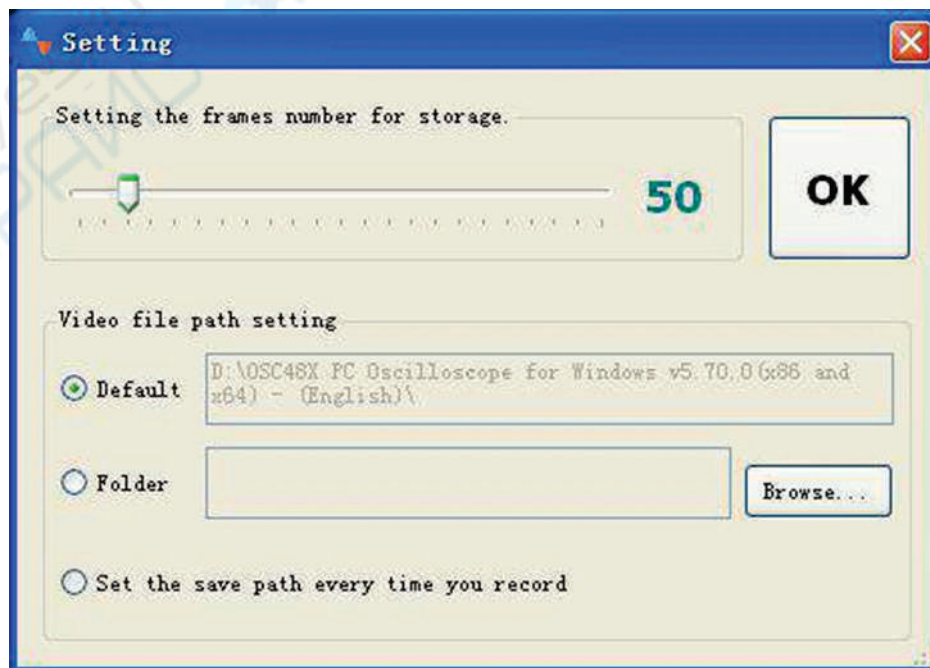 Setting
Setting the frames number for storage.
50
OK
Video file path setting
Default
D:\OSC48X PC Oscilloscope for Windows v5.70.0(x86 and
x64) - (English)\
Folder
Browse...
Set the save path every time you record